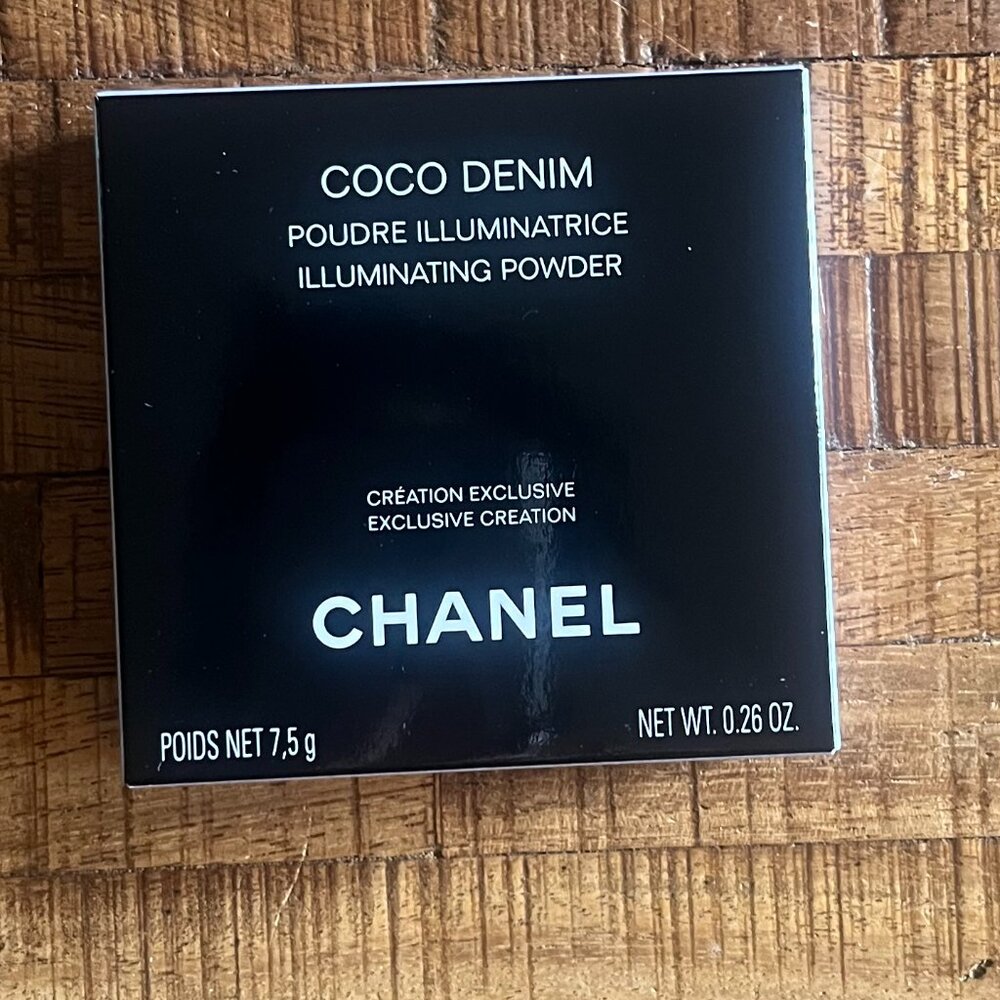 COCO DENIM
POUDRE ILLUMINATRICE
ILLUMINATING POWDER
CRÉATION EXCLUSIVE
EXCLUSIVE CREATION
CHANEL
POIDS NET 7,5 g
NET WT. 0.26 OZ.